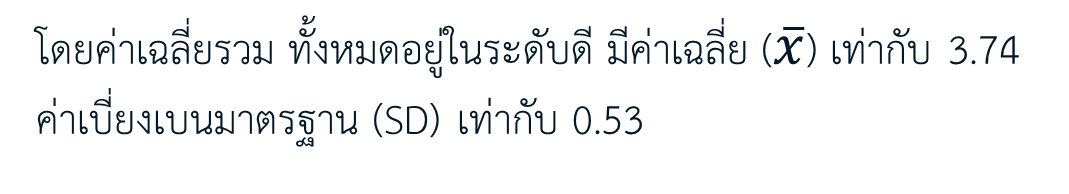 โดยค่าเฉลี่ยรวม ทั้งหมดอยู่ในระดับดี มีค่าเฉลี่ย (x̅) เท่ากับ 3.74
ค่าเบี่ยงเบนมาตรฐาน (SD) เท่ากับ 0.53